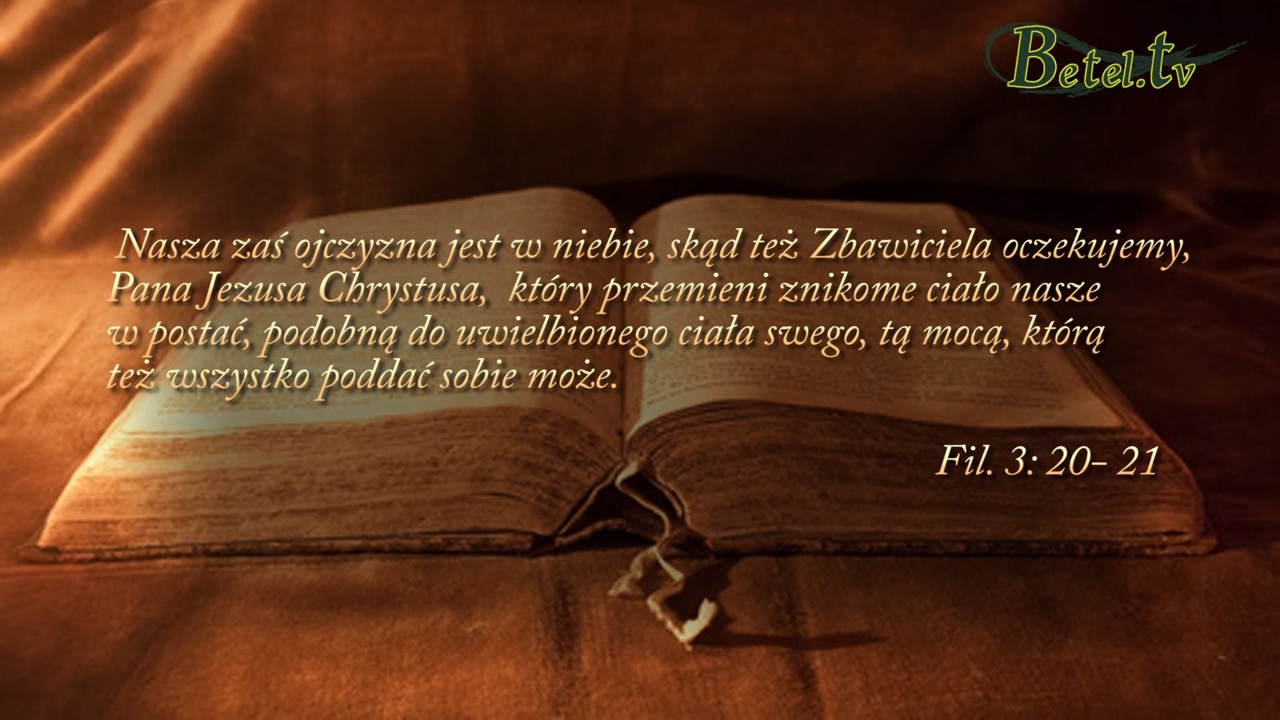 Betel.tv
Nasza zaś ojczyzna jest w niebie, skąd też Zbawiciela oczekujemy,
Pana Jezusa Chrystusa, który przemieni znikome ciało nasze
w postać, podobną do uwielbionego ciała swego, tą mocą, którą
też wszystko poddać sobie może.
Fil. 3: 20- 21